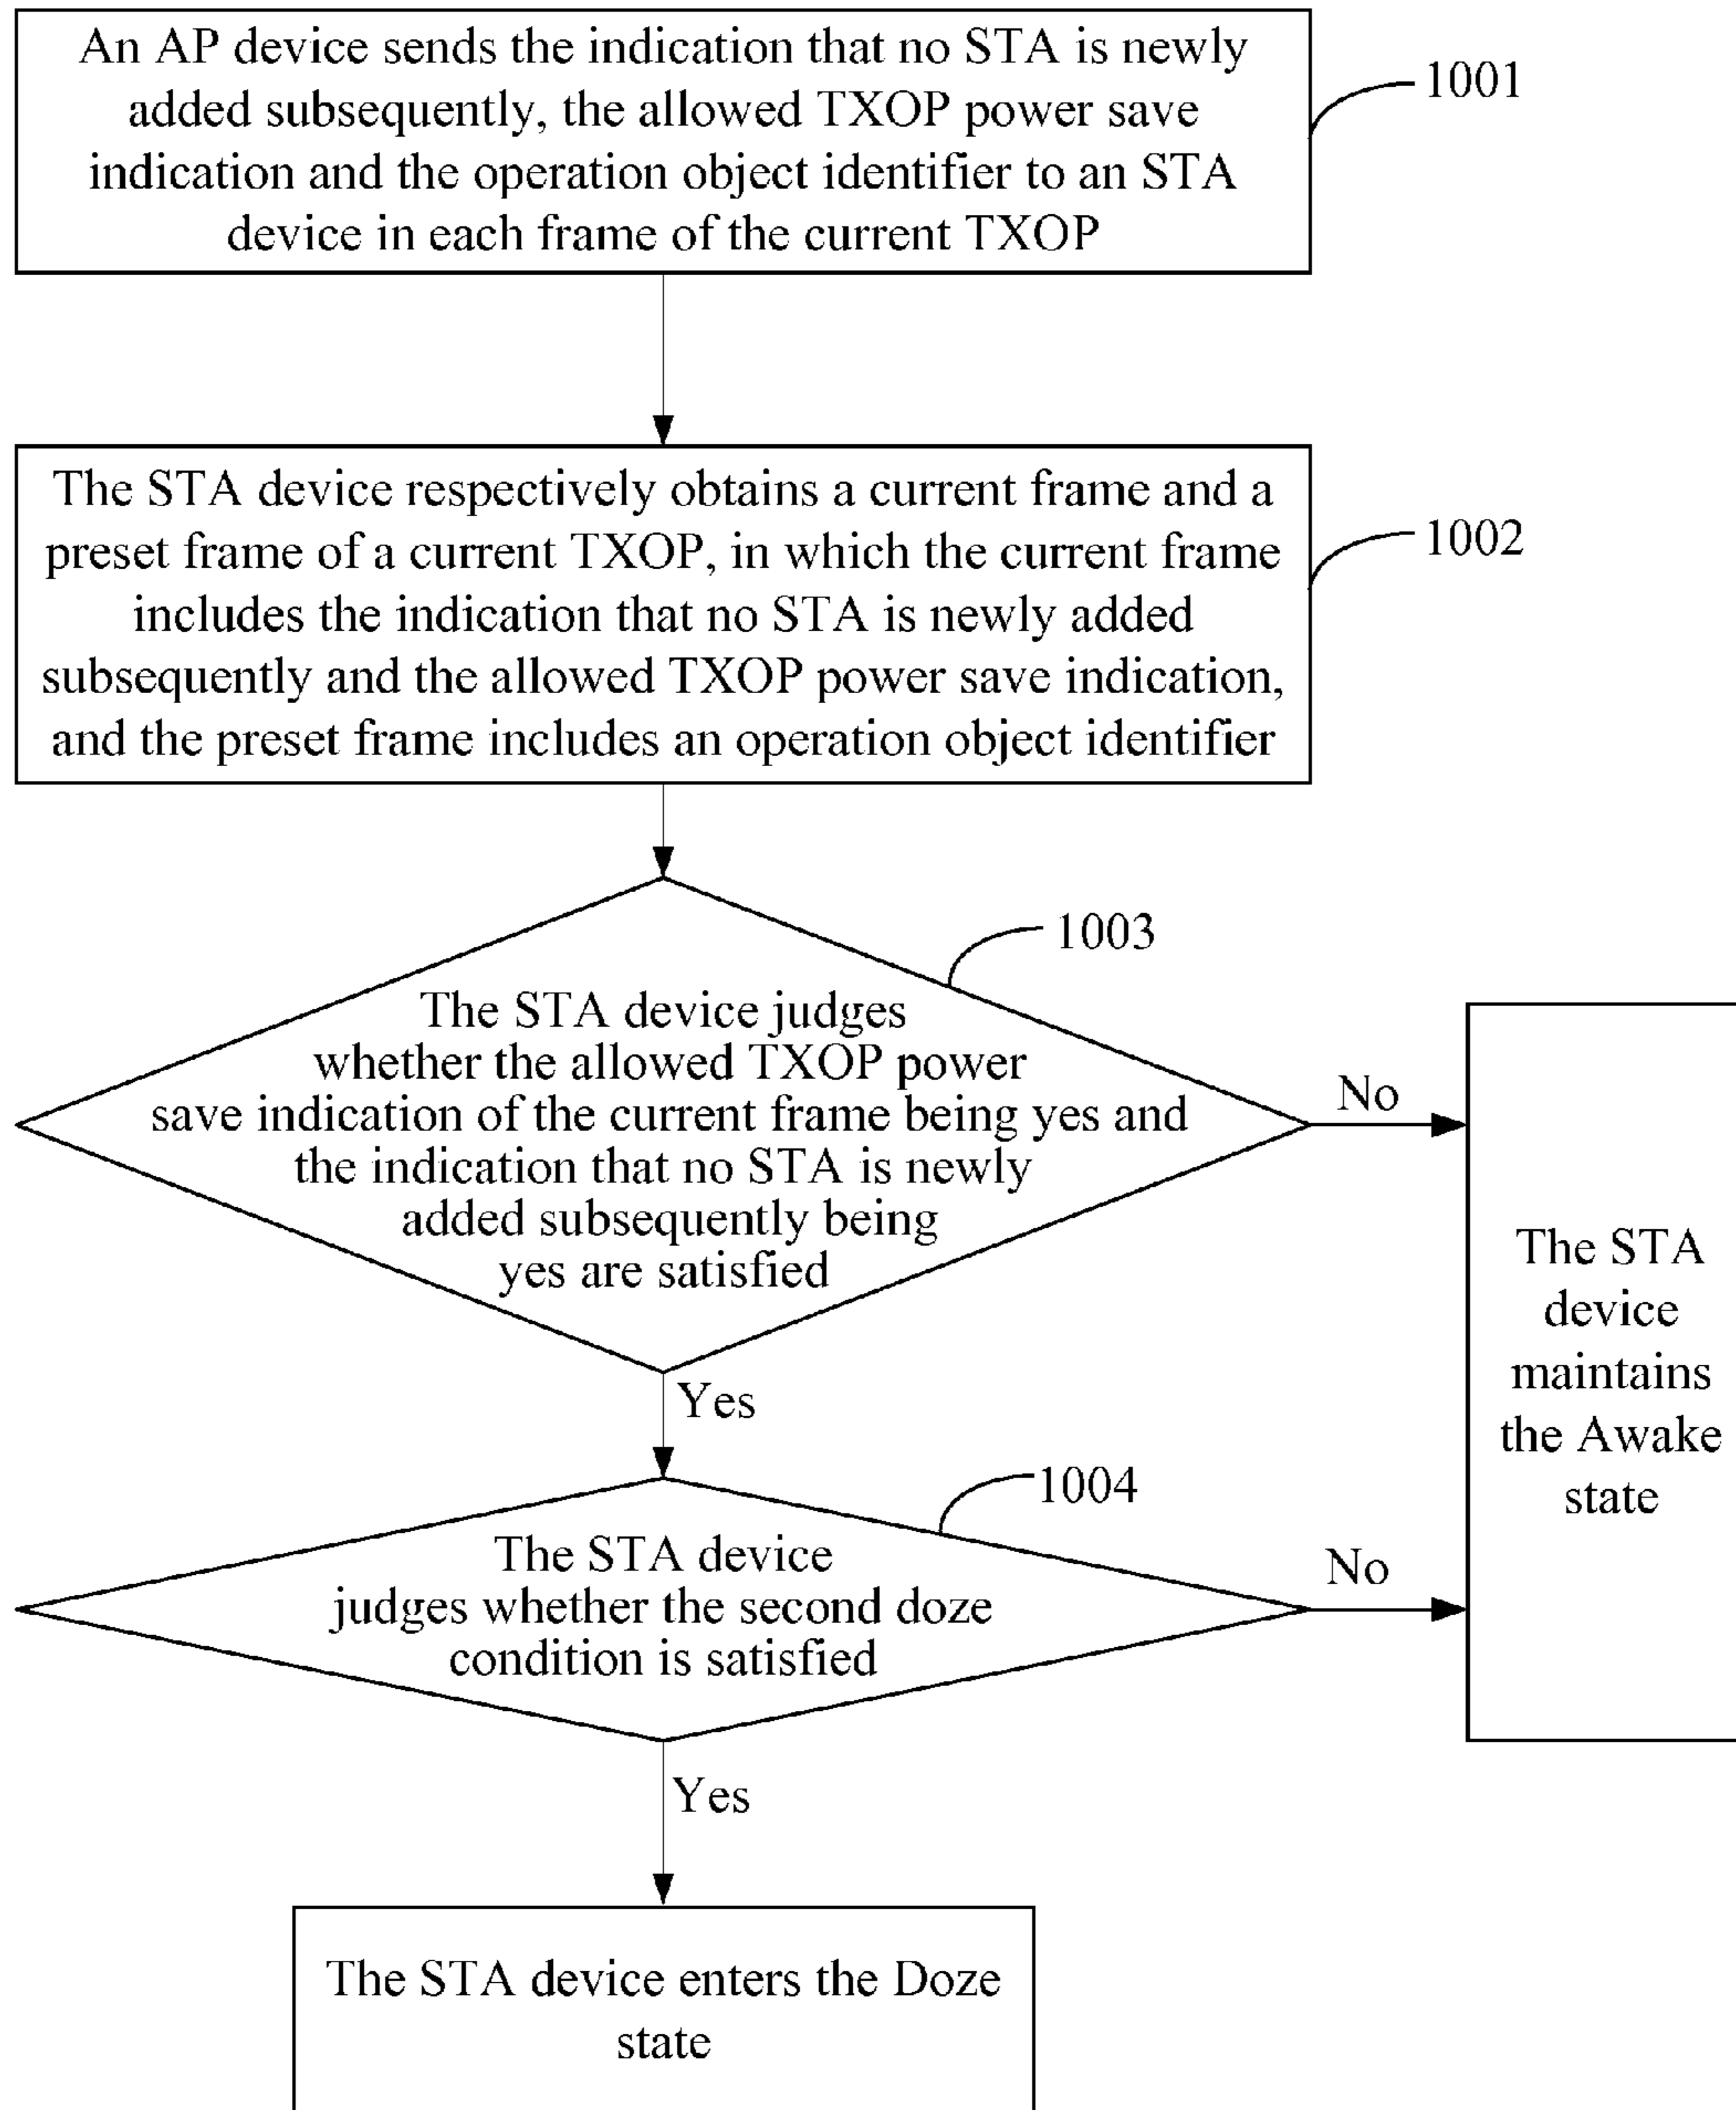 An AP device sends the indication that no STA is newly
added subsequently, the allowed TXOP power save
indication and the operation object identifier to an STA
device in each frame of the current TXOP
1001
The STA device respectively obtains a current frame and a
preset frame of a current TXOP, in which the current frame
includes the indication that no STA is newly added
subsequently and the allowed TXOP power save indication,
and the preset frame includes an operation object identifier
1002
1003
The STA device judges
whether the allowed TXOP power
save indication of the current frame being yes and
the indication that no STA is newly
added subsequently being
yes are satisfied
No
Yes
The STA
device
maintains
the Awake
state
1004
The STA device
judges whether the second doze
condition is satisfied
No
Yes
The STA device enters the Doze
state